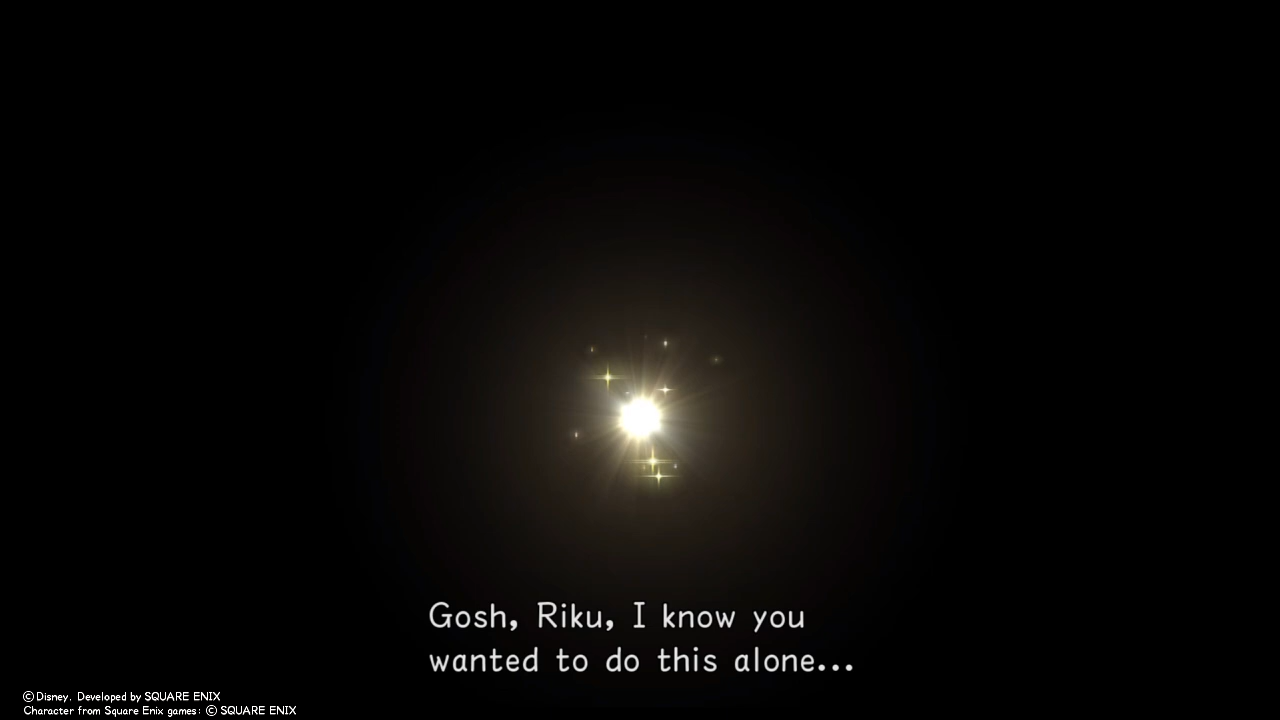 Gosh, Riku, I know you
wanted to do this alone...
©Disney. Developed by SQUARE ENIX
Character from Square Enix games: © SQUARE ENIX